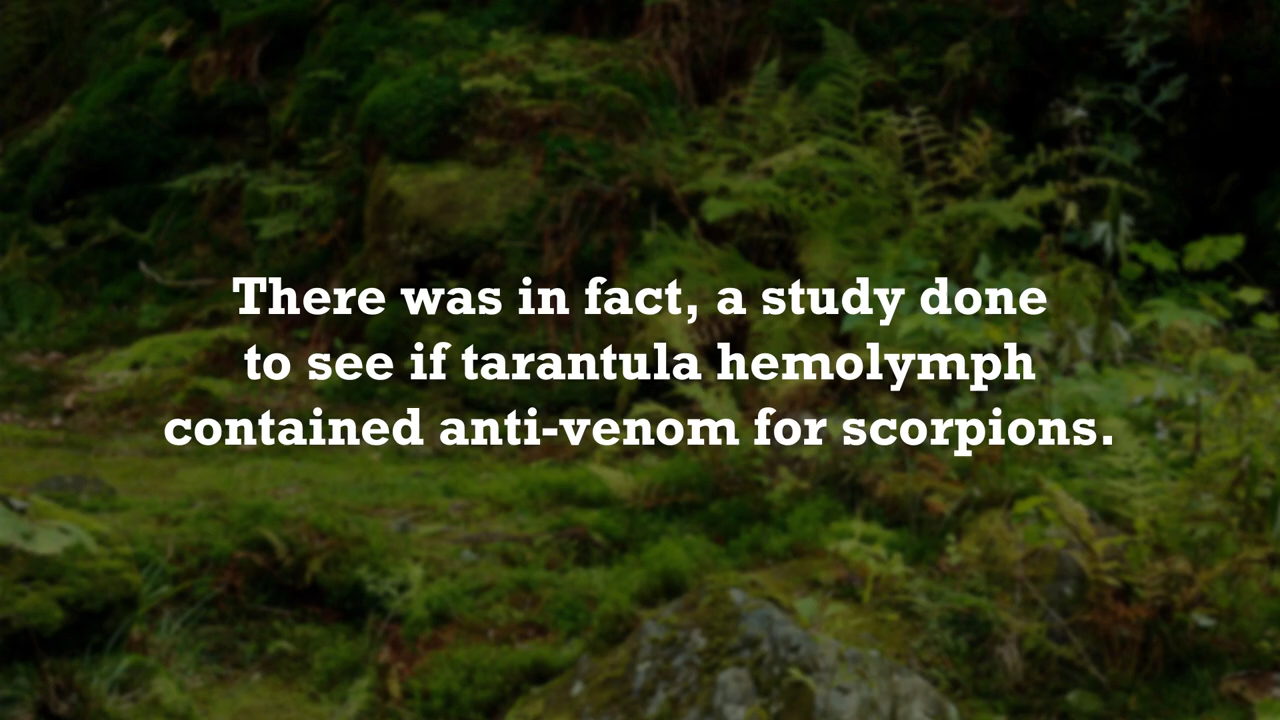 There was in fact, a study done
to see if tarantula hemolymph
contained anti-venom for scorpions.